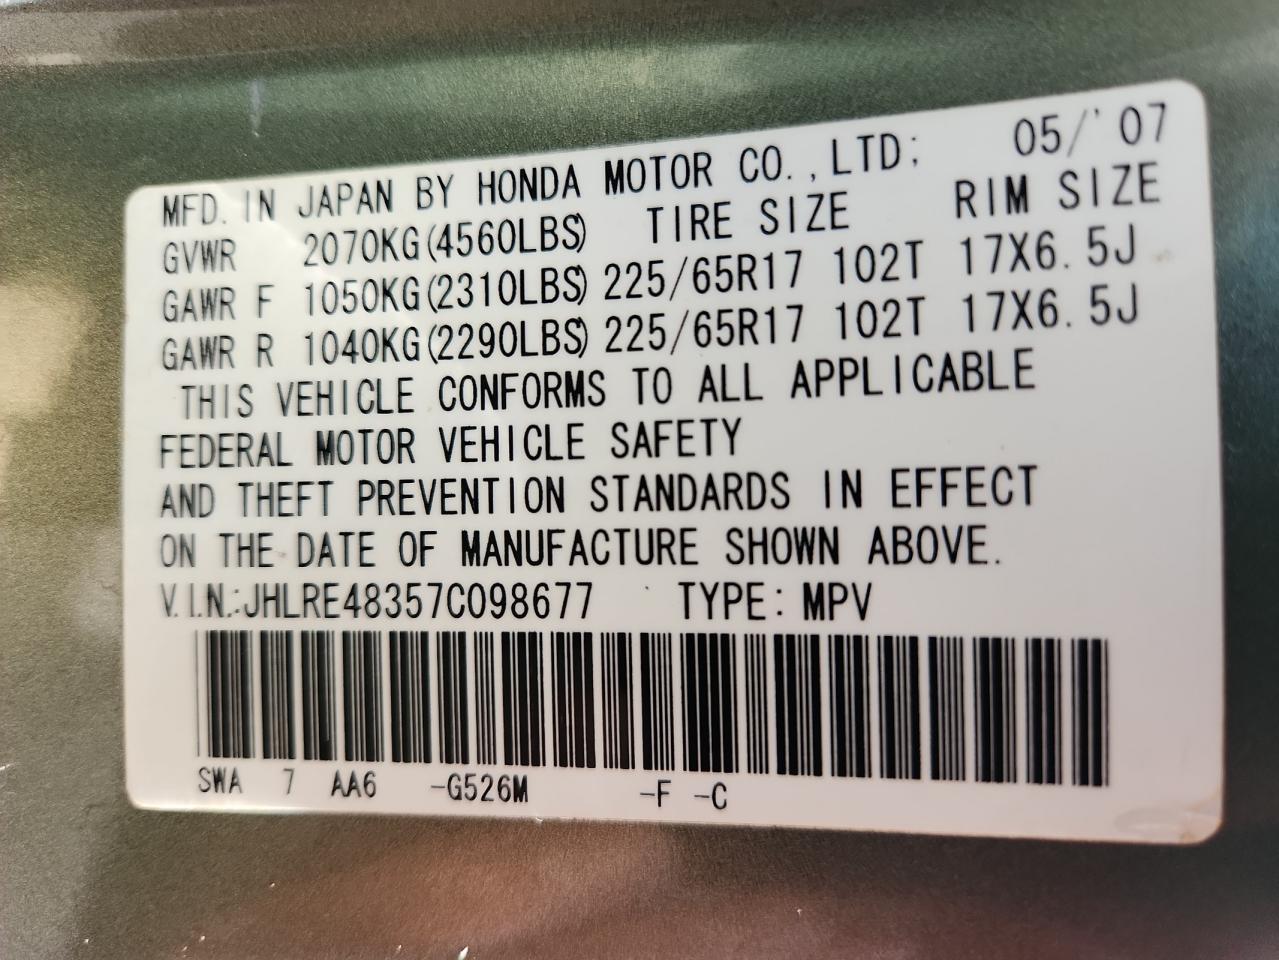 MFD. IN JAPAN BY HONDA MOTOR CO., LTD; 05/'07
GVWR 2070KG(4560LBS) TIRE SIZE RIM SIZE
GAWR F 1050KG(2310LBS) 225/65R17 102T 17X6.5J
GAWR R 1040KG(2290LBS) 225/65R17 102T 17X6.5J
THIS VEHICLE CONFORMS TO ALL APPLICABLE
FEDERAL MOTOR VEHICLE SAFETY
AND THEFT PREVENTION STANDARDS IN EFFECT
ON THE DATE OF MANUFACTURE SHOWN ABOVE.
V.I.N.:JHLRE48357C098677 TYPE: MPV
SWA 7 AA6 -G526M -F -C